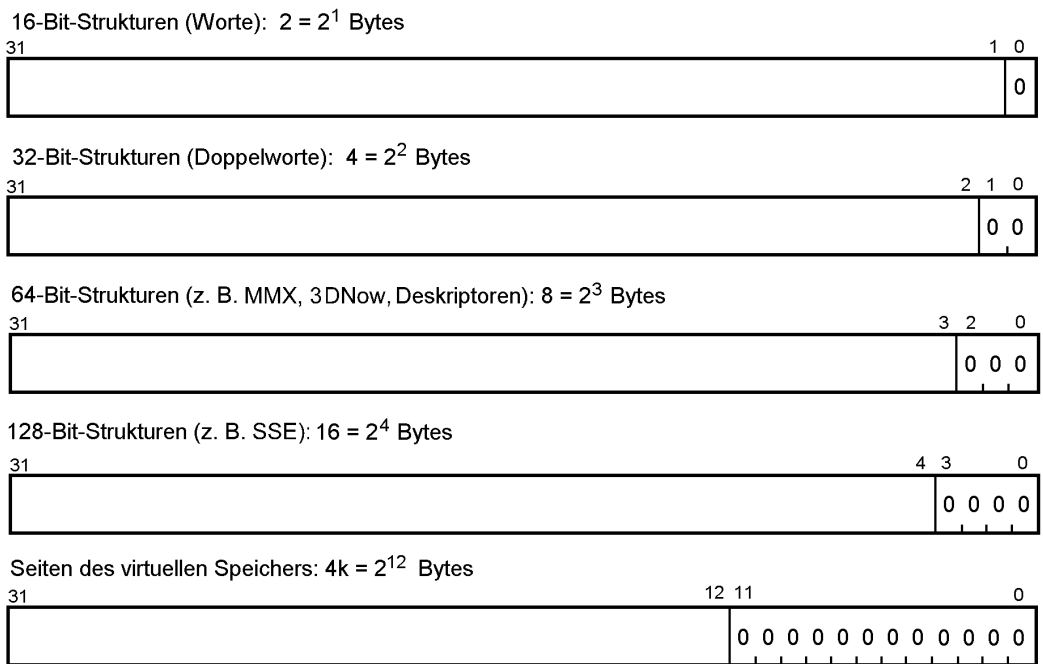 16-Bit-Strukturen (Worte): 2 = 2¹ Bytes
31 1 0
0
32-Bit-Strukturen (Doppelworte): 4 = 2² Bytes
31 2 1 0
0 0
64-Bit-Strukturen (z. B. MMX, 3DNow, Deskriptoren): 8 = 2³ Bytes
31 3 2 0
0 0 0
128-Bit-Strukturen (z. B. SSE): 16 = 2⁴ Bytes
31 4 3 0
0 0 0 0
Seiten des virtuellen Speichers: 4k = 2¹² Bytes
31 12 11 0
0 0 0 0 0 0 0 0 0 0 0 0